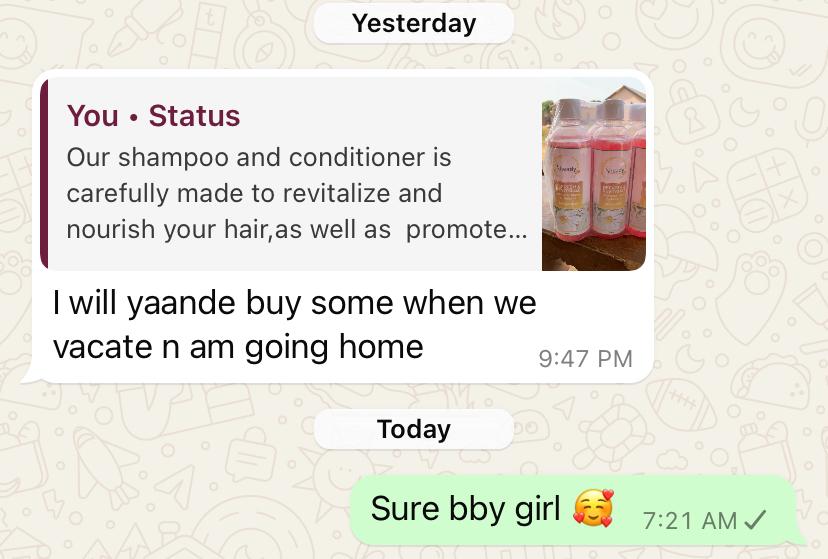 Yesterday
You • Status
Our shampoo and conditioner is
carefully made to revitalize and
nourish your hair,as well as  promote...
I will yaande buy some when we
vacate n am going home
9:47 PM
Today
Sure bby girl 🥰
7:21 AM